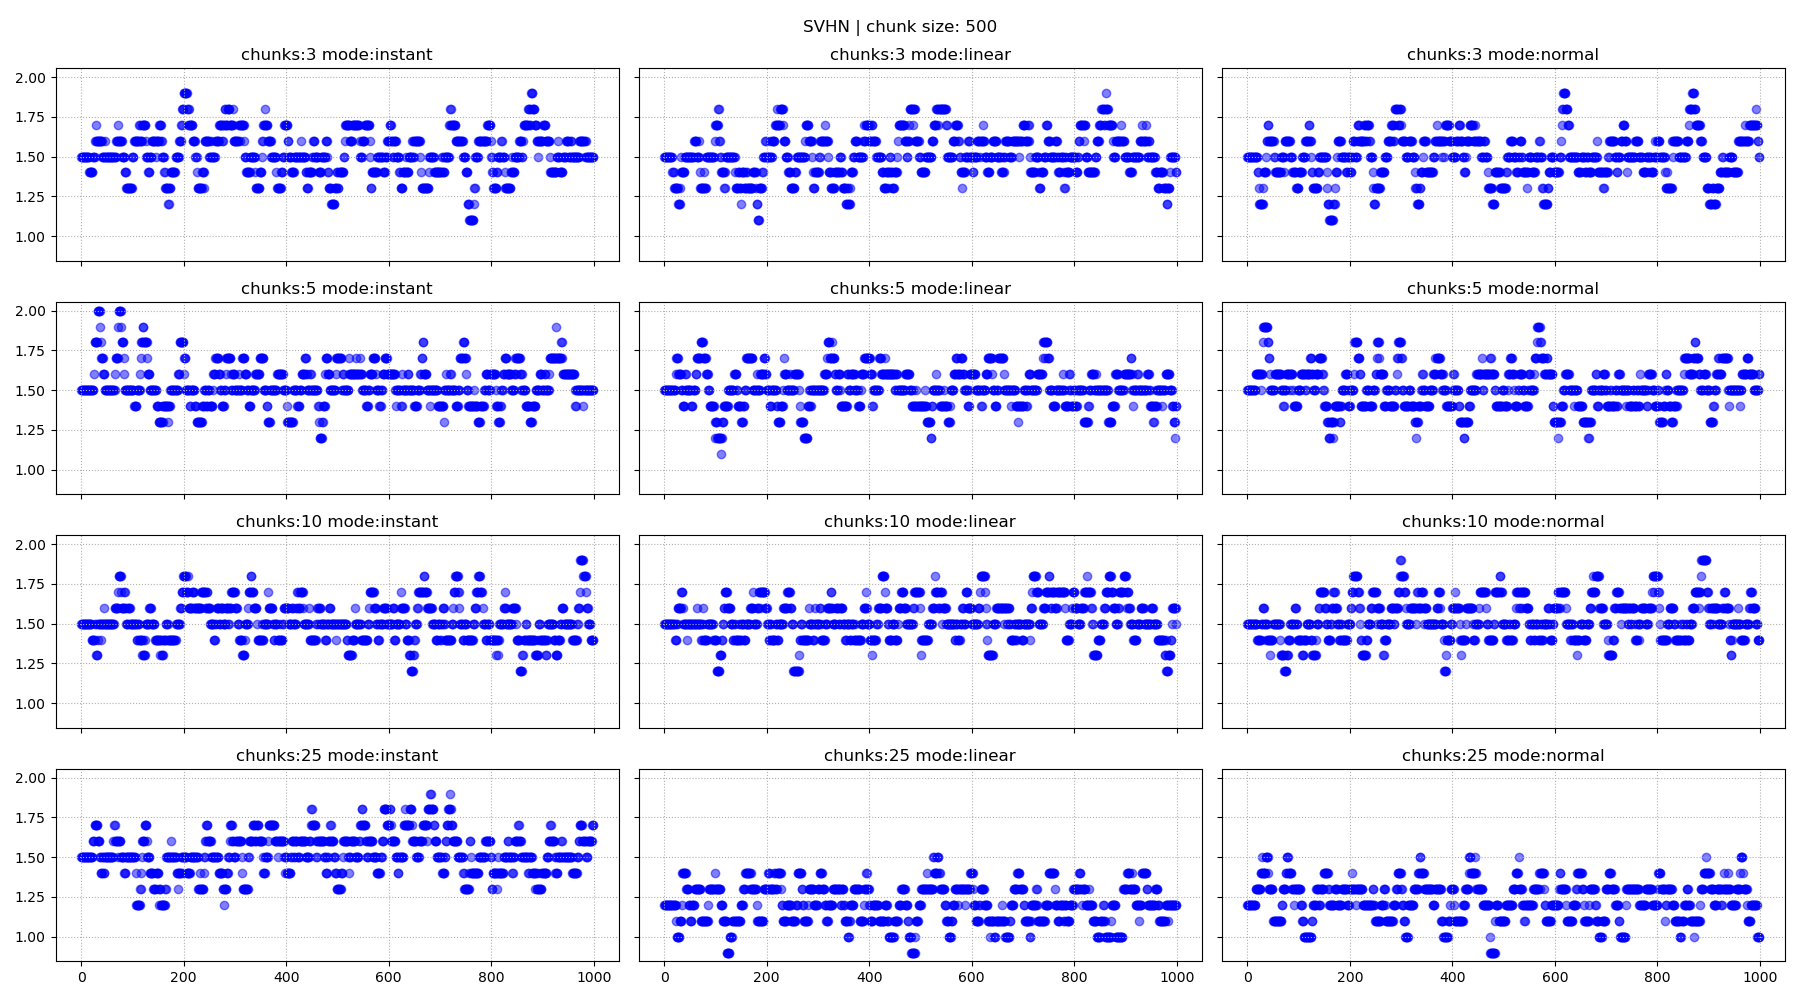 SVHN | chunk size: 500
chunks:3 mode:instant
chunks:3 mode:linear
chunks:3 mode:normal
2.00
1.75
1.50
1.25
1.00
chunks:5 mode:instant
chunks:5 mode:linear
chunks:5 mode:normal
2.00
1.75
1.50
1.25
1.00
chunks:10 mode:instant
chunks:10 mode:linear
chunks:10 mode:normal
2.00
1.75
1.50
1.25
1.00
chunks:25 mode:instant
chunks:25 mode:linear
chunks:25 mode:normal
2.00
1.75
1.50
1.25
1.00
0 200 400 600 800 1000
0 200 400 600 800 1000
0 200 400 600 800 1000